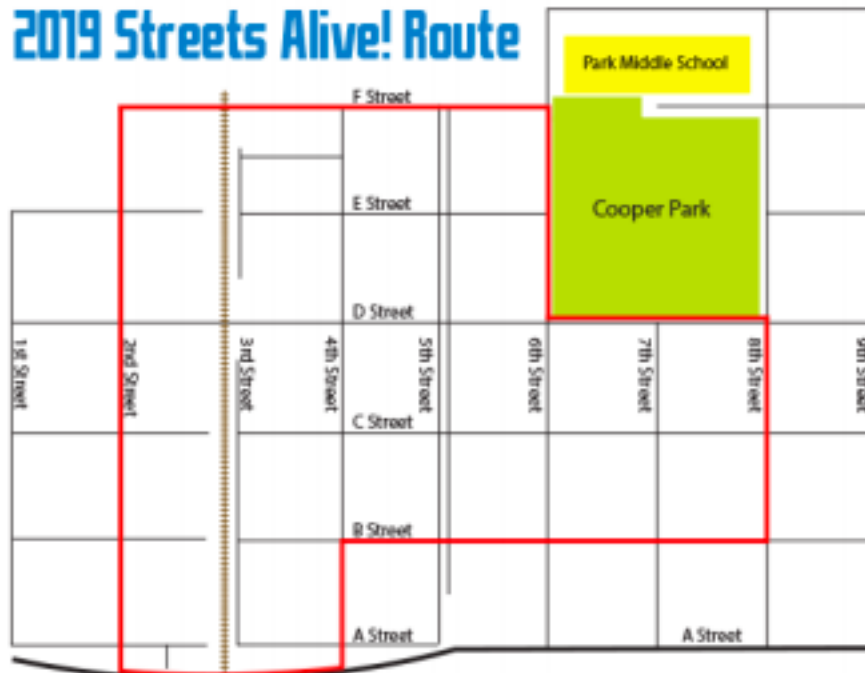 2019 Streets Alive! Route
Park Middle School
F Street
E Street
Cooper Park
D Street
1st Street
2nd Street
3rd Street
4th Street
5th Street
6th Street
7th Street
8th Street
9th Street
C Street
B Street
A Street
A Street